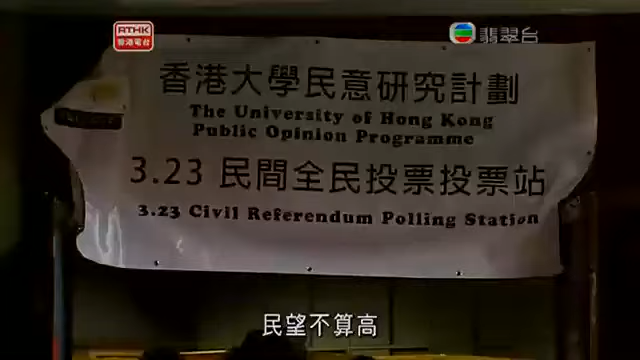 RTHK
香港電台
翡翠台
香港大學民意研究計劃
The University of Hong Kong
Public Opinion Programme
3.23 民間全民投票投票站
3.23 Civil Referendum Polling Station
民望不算高